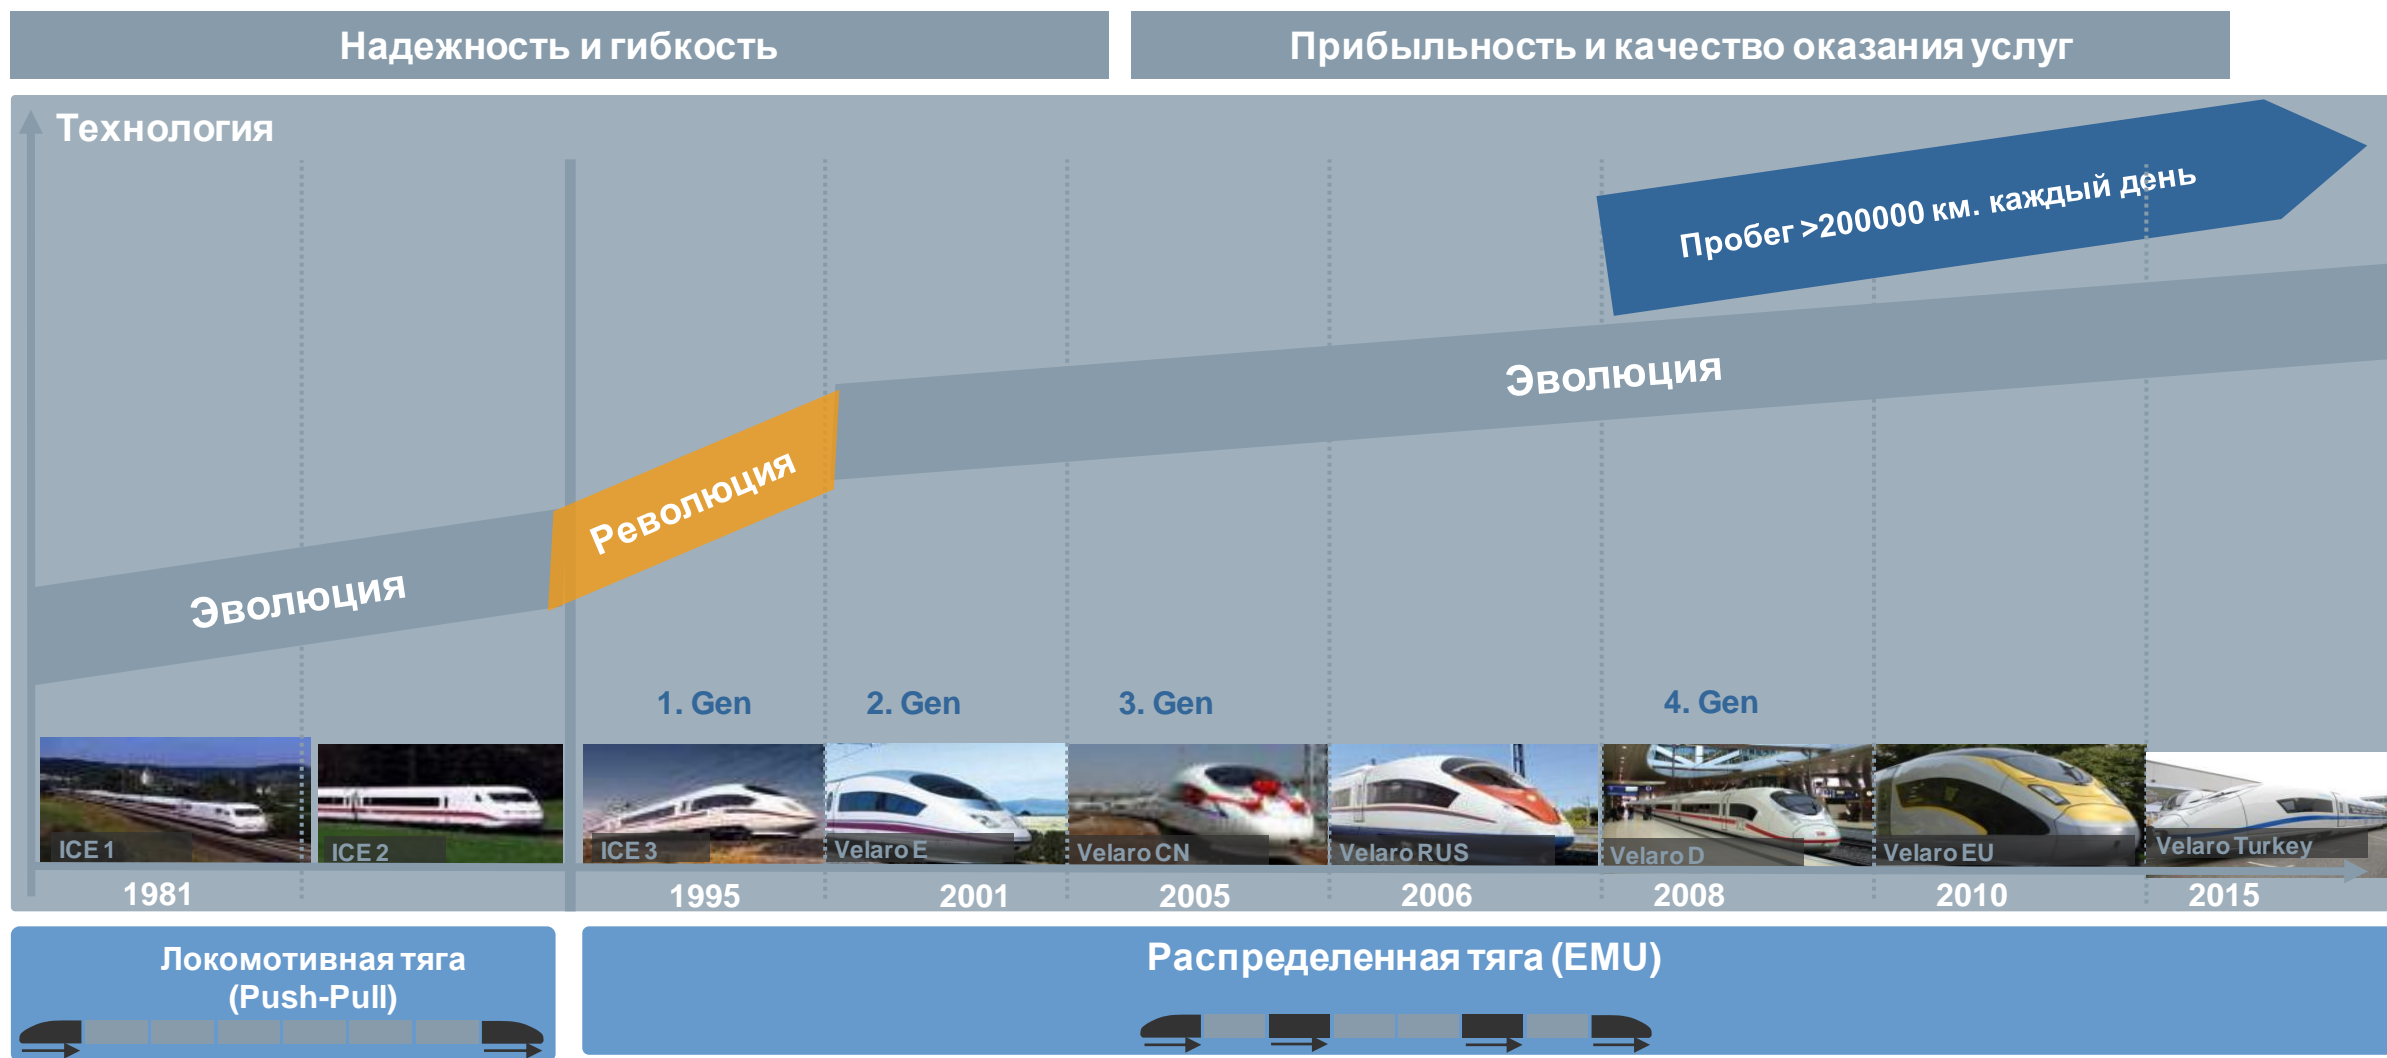 Надежность и гибкость
Прибыльность и качество оказания услуг
Технология
Пробег >200000 км. каждый день
Эволюция
Революция
Эволюция
1. Gen
2. Gen
3. Gen
4. Gen
ICE 1
ICE 2
ICE 3
Velaro E
Velaro CN
Velaro RUS
Velaro D
Velaro EU
Velaro Turkey
1981
1995
2001
2005
2006
2008
2010
2015
Локомотивная тяга
(Push-Pull)
Распределенная тяга (EMU)